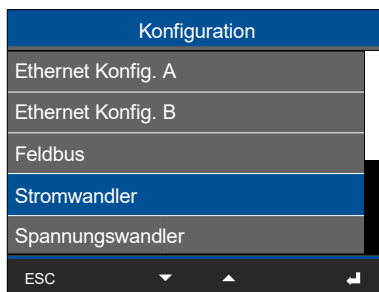 Konfiguration
Ethernet Konfig. A
Ethernet Konfig. B
Feldbus
Stromwandler
Spannungswandler
ESC